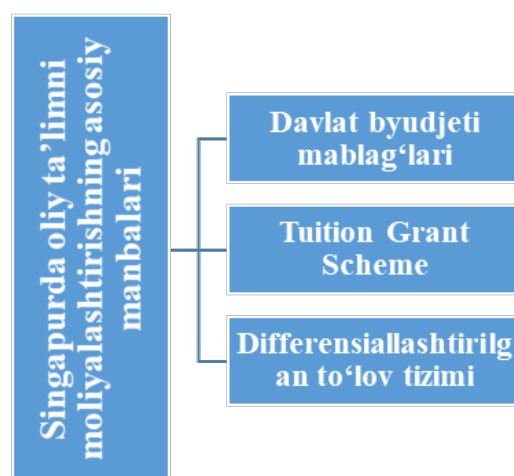 Singapurda oliy ta’limni
moliyalashtirishning asosiy
manbalari
Davlat byudjeti
mablag‘lari
Tuition Grant
Scheme
Differensiallashtirilg
an to‘lov tizimi